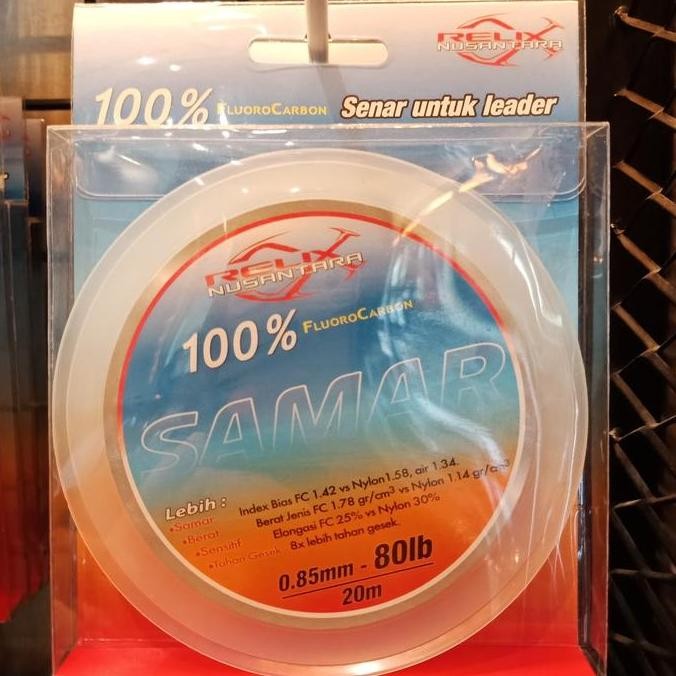 RELIX
NUSANTARA
100% FLUOROCARBON Senar untuk leader
RELIX
NUSANTARA
100% FLUOROCARBON
SAMAR
Lebih :
•Samar Index Bias FC 1.42 vs Nylon1.58, air 1.34.
•Berat Berat Jenis FC 1.78 gr/cm³ vs Nylon 1.14 gr/cm³
•Sensitif Elongasi FC 25% vs Nylon 30%
•Tahan Gesek 8x lebih tahan gesek.
0.85mm - 80lb
20m